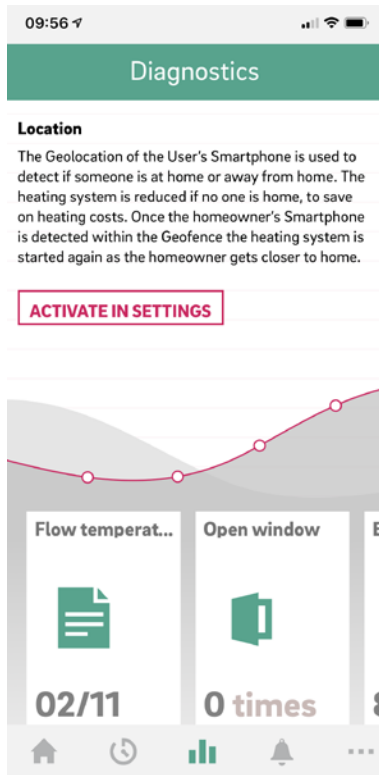 09:56
Diagnostics
Location
The Geolocation of the User's Smartphone is used to
detect if someone is at home or away from home. The
heating system is reduced if no one is home, to save
on heating costs. Once the homeowner's Smartphone
is detected within the Geofence the heating system is
started again as the homeowner gets closer to home.
ACTIVATE IN SETTINGS
Flow temperat...
Open window
02/11
0 times